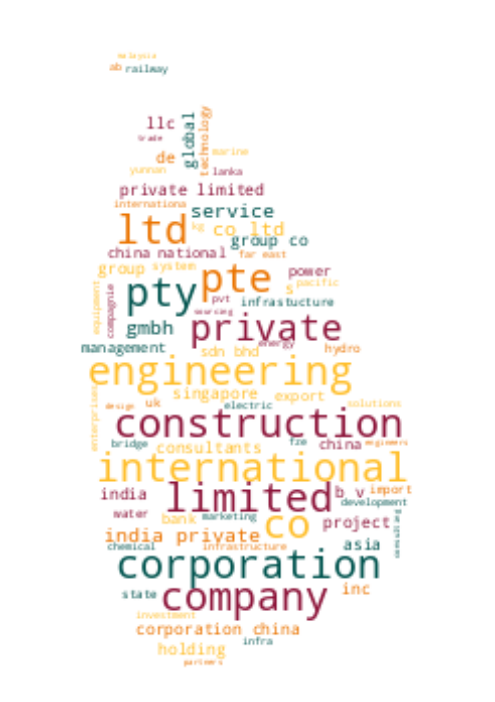 malaysia
ab railway
llc global technology
trade
de marine
yunnan lanka
private limited
internationa service
ltd kg co ltd
group co
china national far east
group system pte power
pty s pacific
equipment compagnie pvt infrastucture
sourcing
gmbh private
management energy hydro
sdn bhd
engineering
singapore export
enterprises design uk electric solutions
construction
bridge consultants fze china engineers
international
india limited b v import
development
water bank marketing co project
consulting
india private asia
chemical infrastructure
corporation
state company inc
investment
corporation china
infra
holding
partners